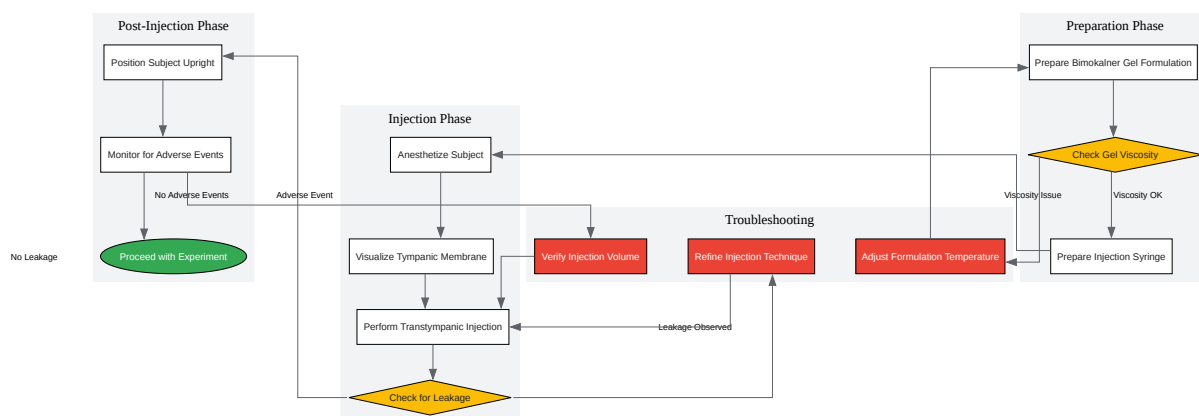 Post-Injection Phase
Position Subject Upright
Monitor for Adverse Events
No Adverse Events
Proceed with Experiment
No Leakage
Adverse Event
Injection Phase
Anesthetize Subject
Visualize Tympanic Membrane
Perform Transtympanic Injection
Check for Leakage
Troubleshooting
Verify Injection Volume
Refine Injection Technique
Adjust Formulation Temperature
Leakage Observed
Preparation Phase
Prepare Bimokalner Gel Formulation
Check Gel Viscosity
Viscosity Issue
Viscosity OK
Prepare Injection Syringe